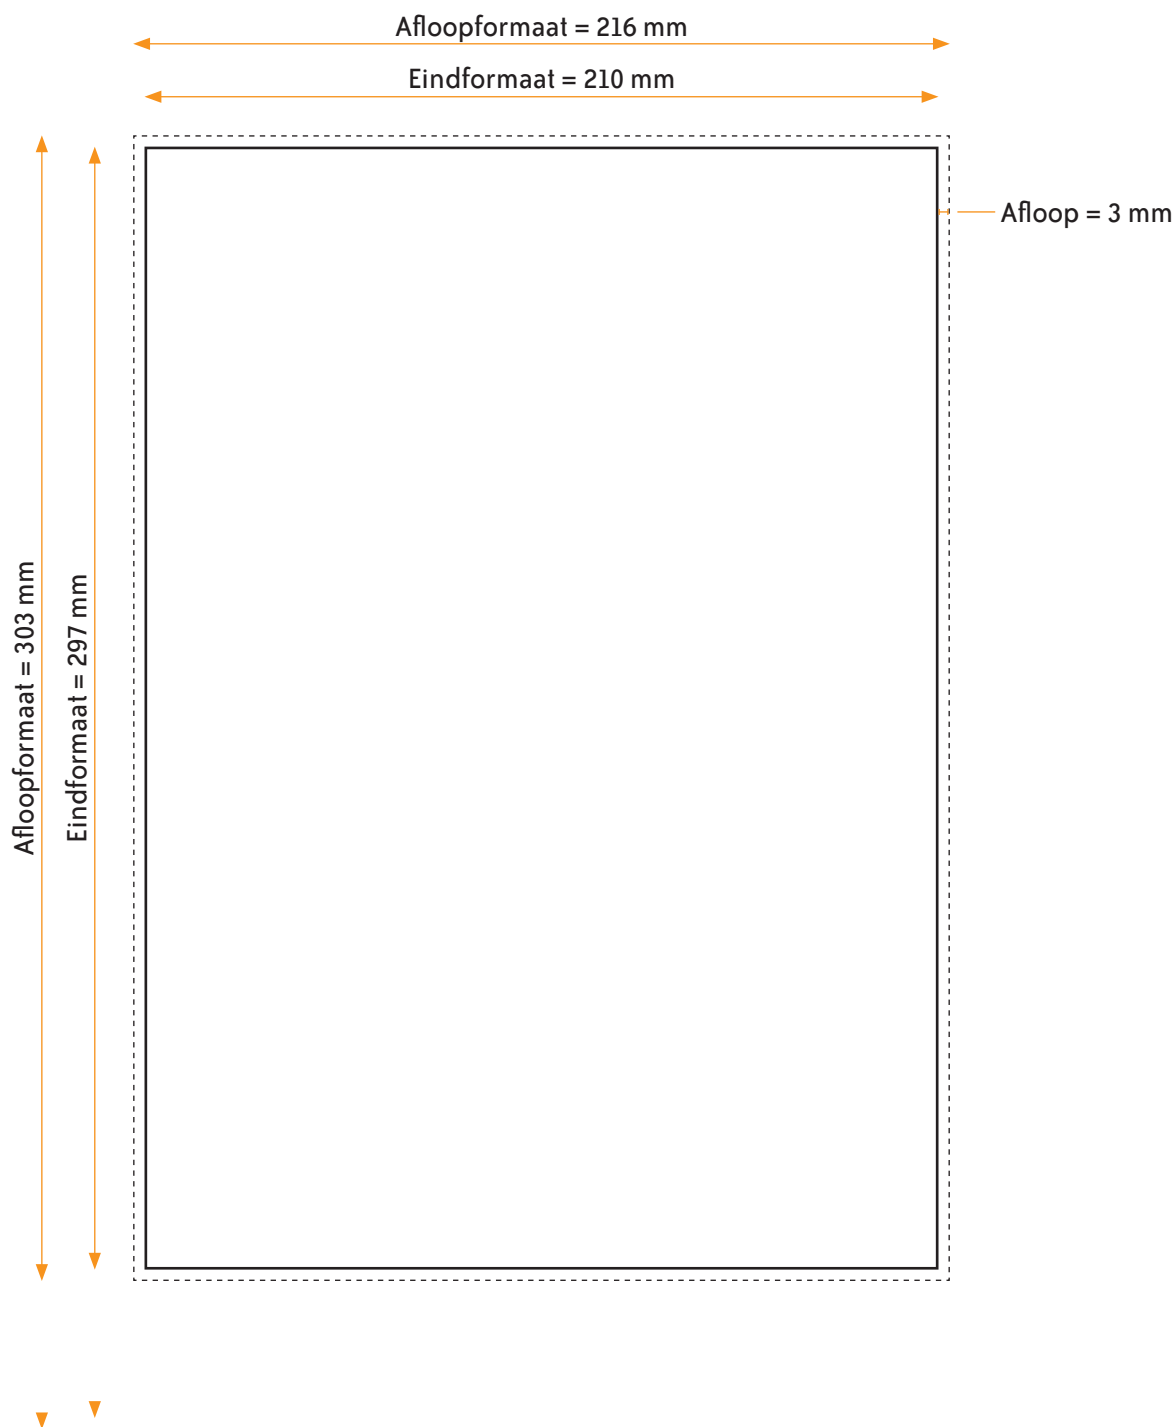 Afloopformaat = 216 mm
Eindformaat = 210 mm
Afloop = 3 mm
Afloopformaat = 303 mm
Eindformaat = 297 mm